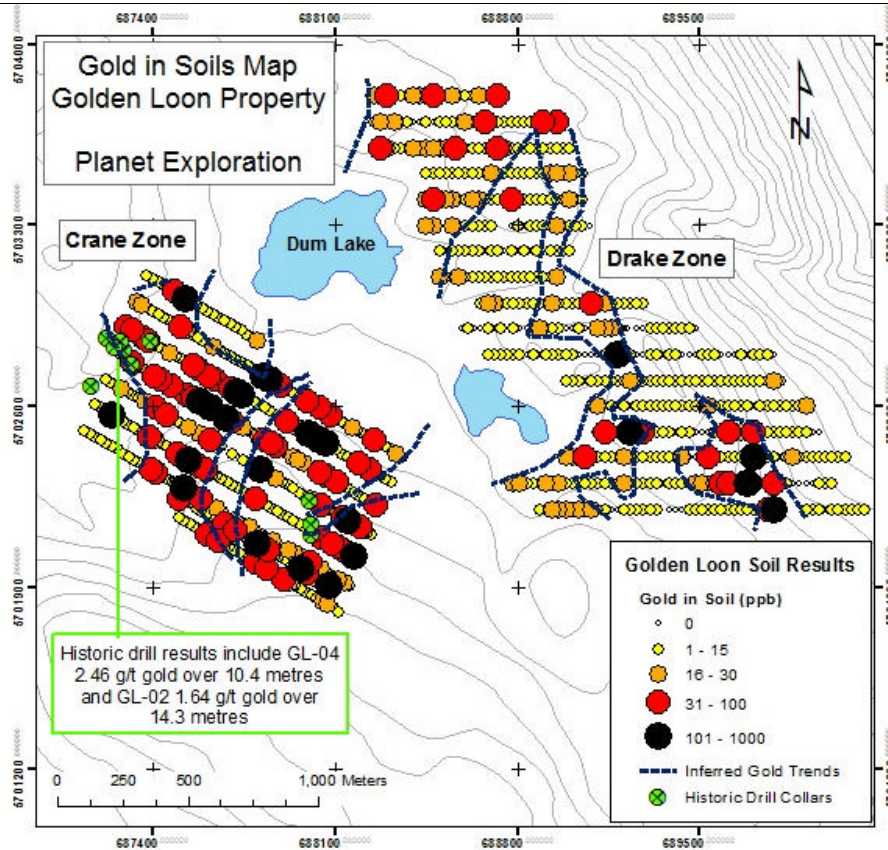 687400
688100
688800
689500
5704000
5703300
5702600
5701900
5701200
Gold in Soils Map
Golden Loon Property
Planet Exploration
N
Crane Zone
Dum Lake
Drake Zone
Historic drill results include GL-04
2.46 g/t gold over 10.4 metres
and GL-02 1.64 g/t gold over
14.3 metres
0 250 500 1,000 Meters
Golden Loon Soil Results
Gold in Soil (ppb)
0
1 - 15
16 - 30
31 - 100
101 - 1000
Inferred Gold Trends
Historic Drill Collars
687400
688100
688800
689500